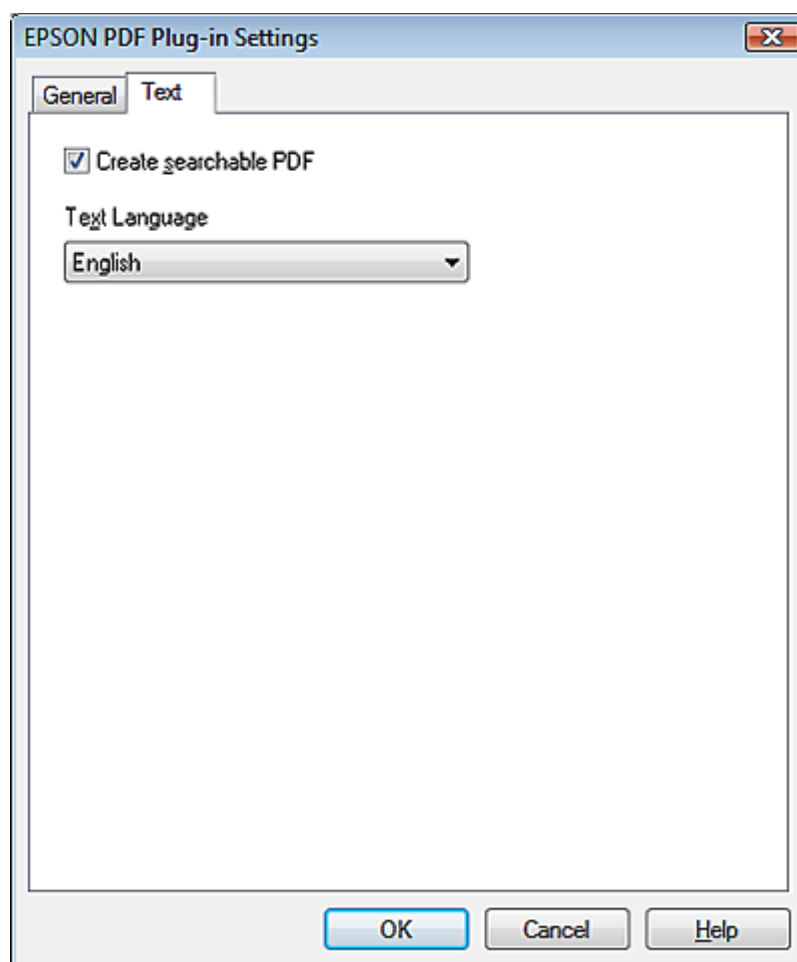 EPSON PDF Plug-in Settings
General Text
Create searchable PDF
Text Language
English
OK Cancel Help